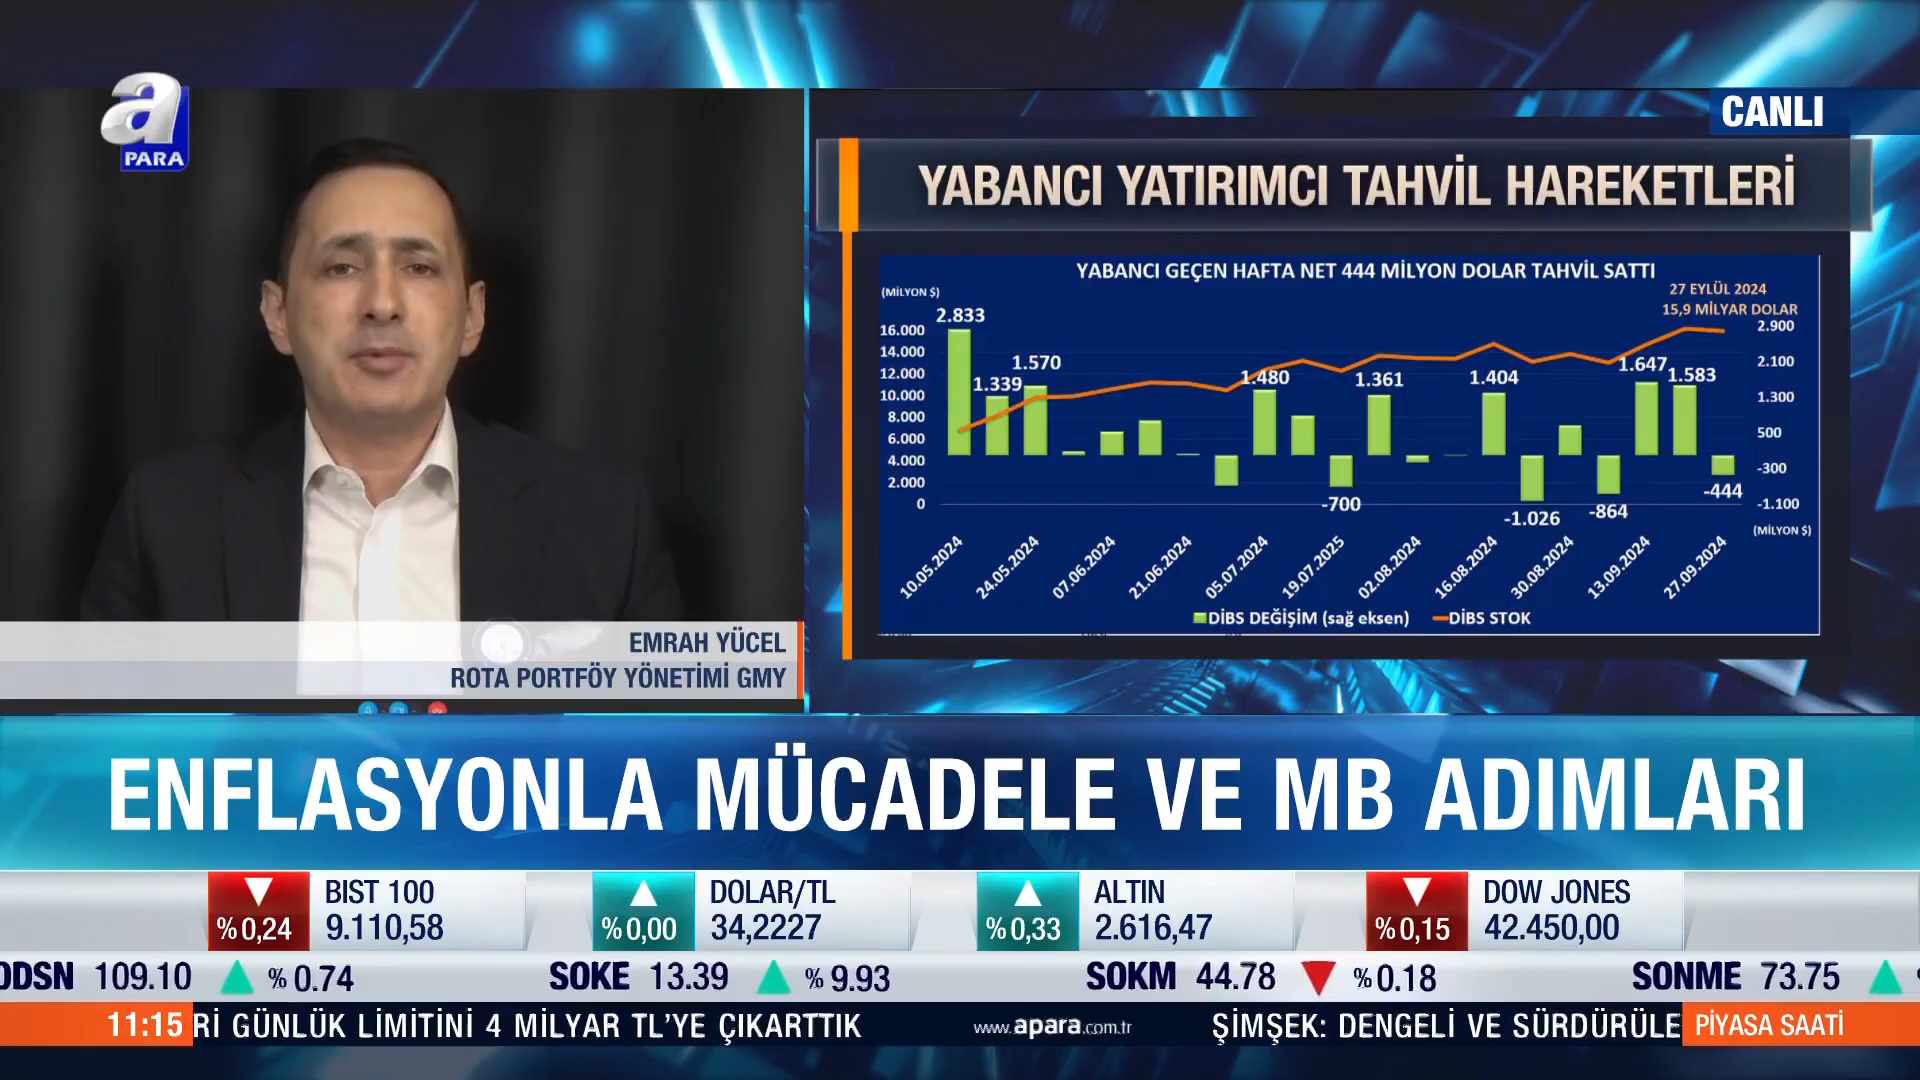 a
PARA
CANLI
YABANCI YATIRIMCI TAHVİL HAREKETLERİ
YABANCI GEÇEN HAFTA NET 444 MİLYON DOLAR TAHVİL SATTI
(MİLYON $)
27 EYLÜL 2024
15,9 MİLYAR DOLAR
16.000
14.000
12.000
10.000
8.000
6.000
4.000
2.000
0
2.833
1.339
1.570
1.480
-700
1.361
1.404
-1.026
-864
1.647
1.583
-444
2.900
2.100
1.300
500
-300
-1.100
(MİLYON $)
10.05.2024
24.05.2024
07.06.2024
21.06.2024
05.07.2024
19.07.2025
02.08.2024
16.08.2024
30.08.2024
13.09.2024
27.09.2024
DİBS DEĞİŞİM (sağ eksen)
DİBS STOK
EMRAH YÜCEL
ROTA PORTFÖY YÖNETİMİ GMY
ENFLASYONLA MÜCADELE VE MB ADIMLARI
%0,24 BIST 100 9.110,58
%0,00 DOLAR/TL 34,2227
%0,33 ALTIN 2.616,47
%0,15 DOW JONES 42.450,00
ODSN 109.10 % 0.74 SOKE 13.39 % 9.93 SOKM 44.78 %0.18 SONME 73.75
11:15 Rİ GÜNLÜK LİMİTİNİ 4 MİLYAR TL'YE ÇIKARTTIK www.apara.com.tr ŞİMŞEK: DENGELİ VE SÜRDÜRÜLE PİYASA SAATİ